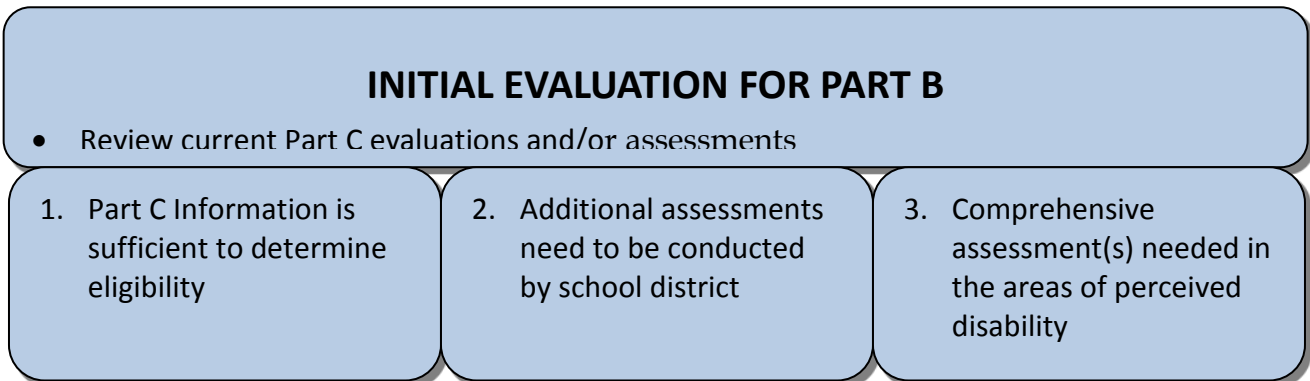 INITIAL EVALUATION FOR PART B
• Review current Part C evaluations and/or assessments
1. Part C Information is
sufficient to determine
eligibility
2. Additional assessments
need to be conducted
by school district
3. Comprehensive
assessment(s) needed in
the areas of perceived
disability